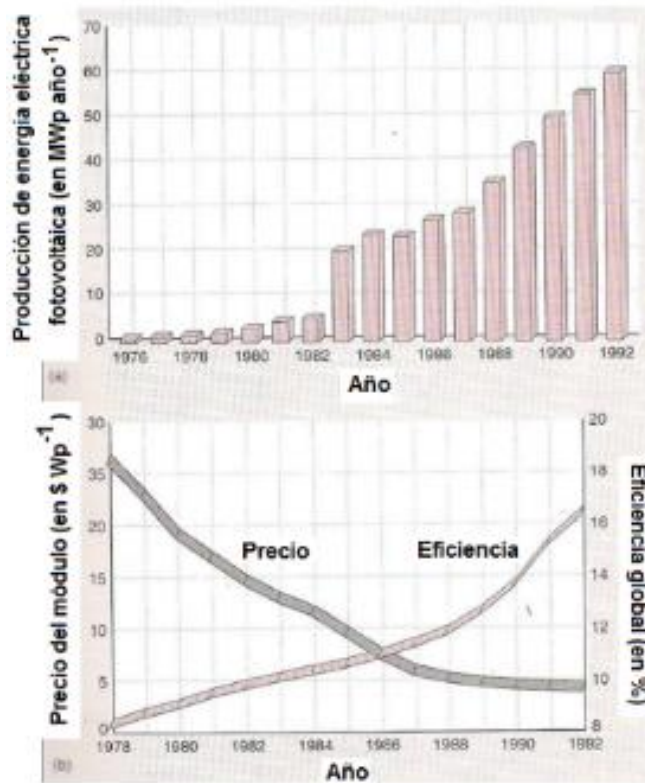 Producción de energía eléctrica
fotovoltáica (en MWp año-1)
70
60
50
40
30
20
10
0
1976 1978 1980 1982 1984 1986 1988 1990 1992
(a)
Año
Precio del módulo (en $ Wp-1)
30
35
20
15
10
5
0
Precio
Eficiencia
20
18
16
14
12
10
8
Eficiencia global (en %)
1978 1980 1982 1984 1986 1988 1990 1992
(b)
Año